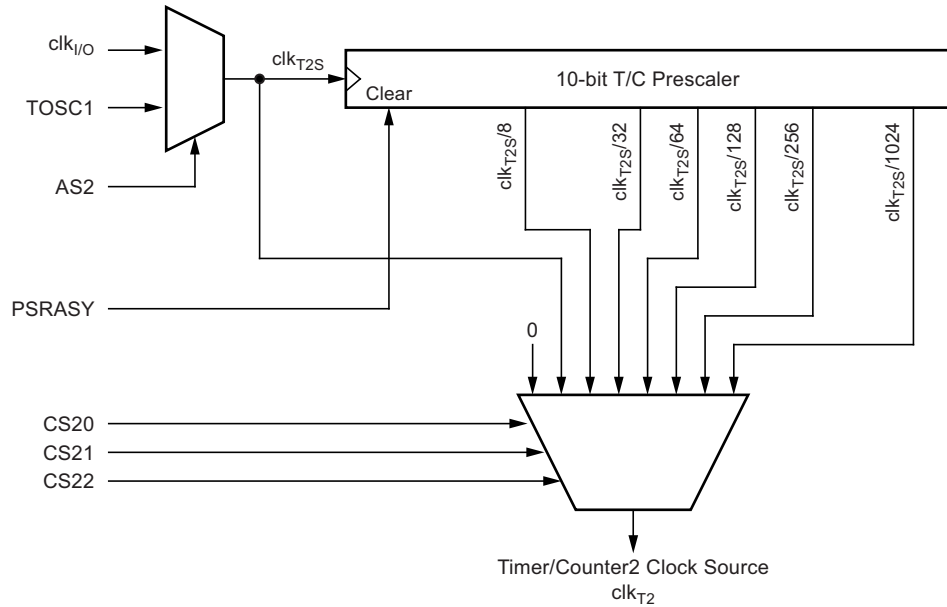 clkI/O
clkT2S
10-bit T/C Prescaler
TOSC1
Clear
AS2
clkT2S/8
clkT2S/32
clkT2S/64
clkT2S/128
clkT2S/256
clkT2S/1024
PSRASY
0
CS20
CS21
CS22
Timer/Counter2 Clock Source
clkT2